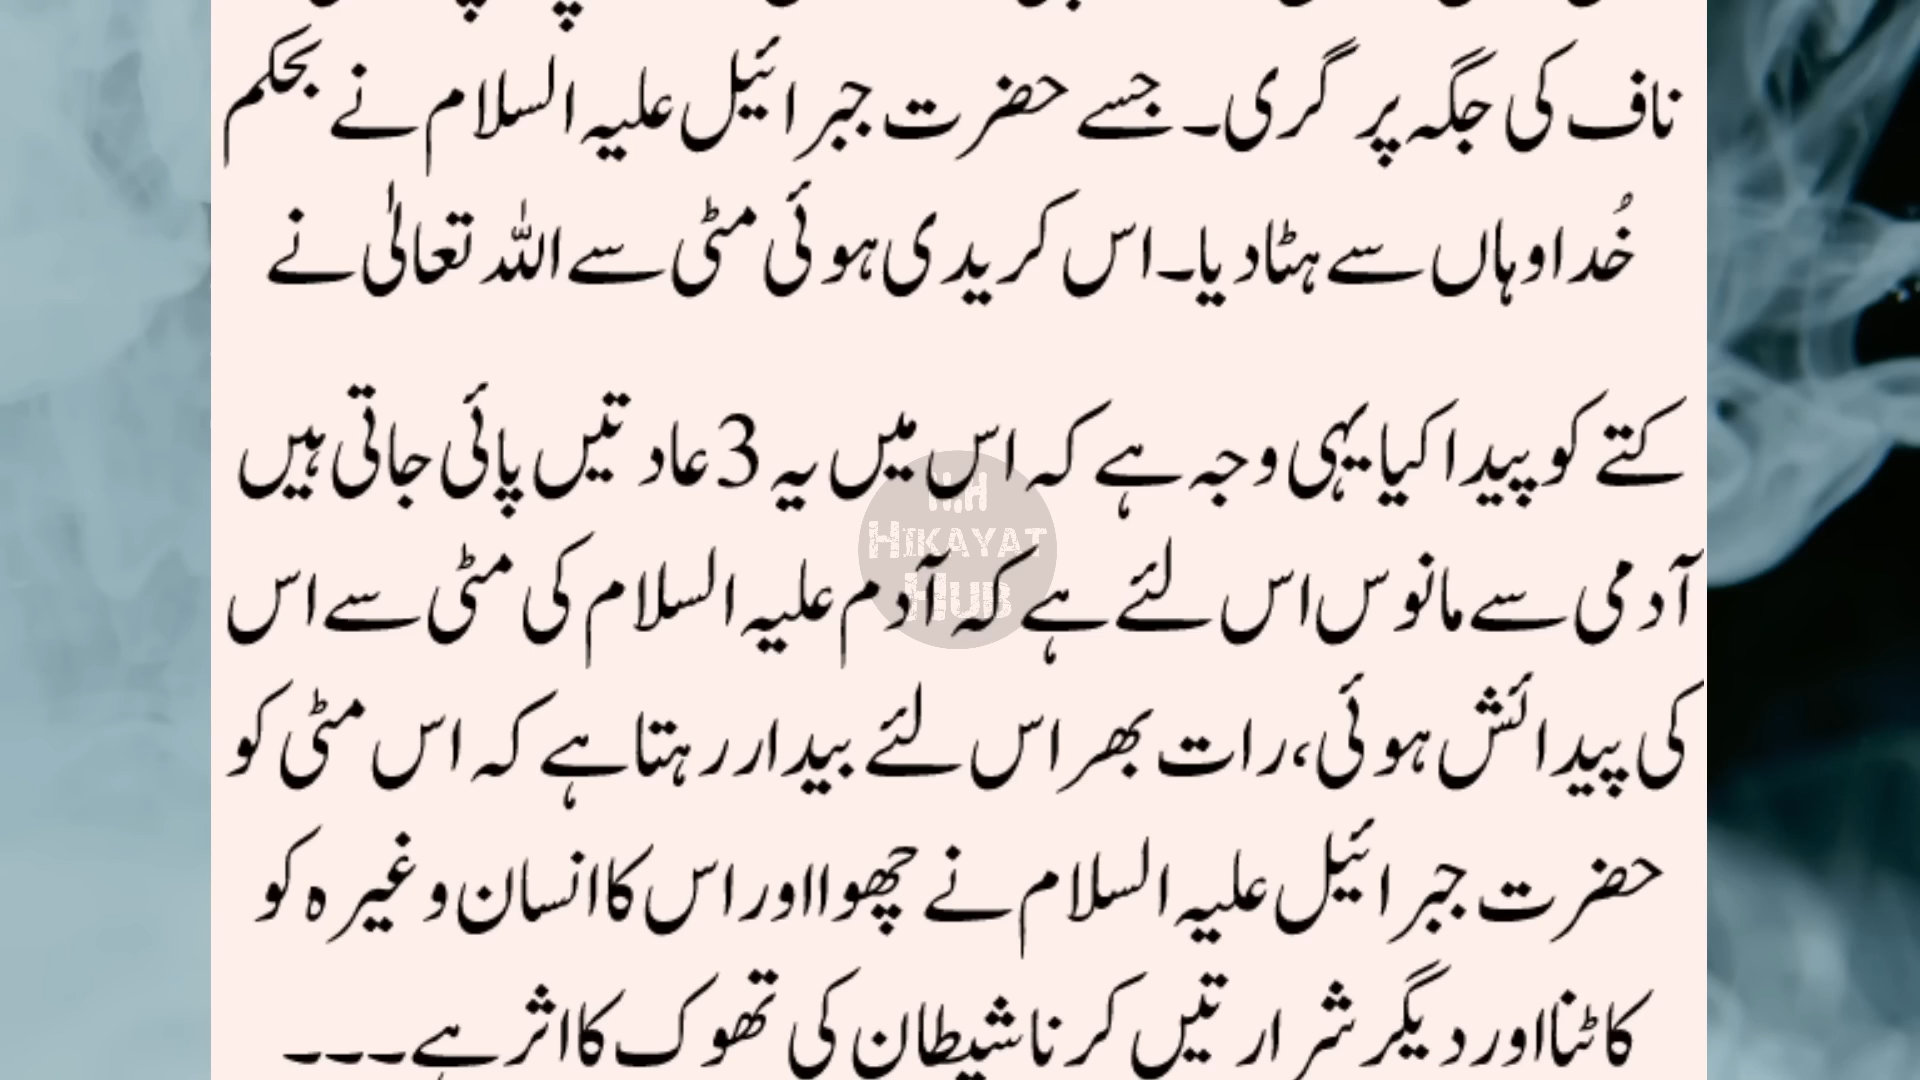 ناف کی جگہ پر گری۔ جسے حضرت جبرائیل علیہ السلام نے بحکم
خُدا وہاں سے ہٹا دیا۔ اس کریدی ہوئی مٹی سے اللہ تعالٰی نے
کتے کو پیدا کیا یہی وجہ ہے کہ اس میں یہ 3 عادتیں پائی جاتی ہیں
آدمی سے مانوس اس لئے ہے کہ آدم علیہ السلام کی مٹی سے اس
کی پیدائش ہوئی، رات بھر اس لئے بیدار رہتا ہے کہ اس مٹی کو
حضرت جبرائیل علیہ السلام نے چھوا اور اس کا انسان وغیرہ کو
کاٹنا اور دیگر شرارتیں کرنا شیطان کی تھوک کا اثر ہے۔۔۔
HH
HIKAYAT
HUB